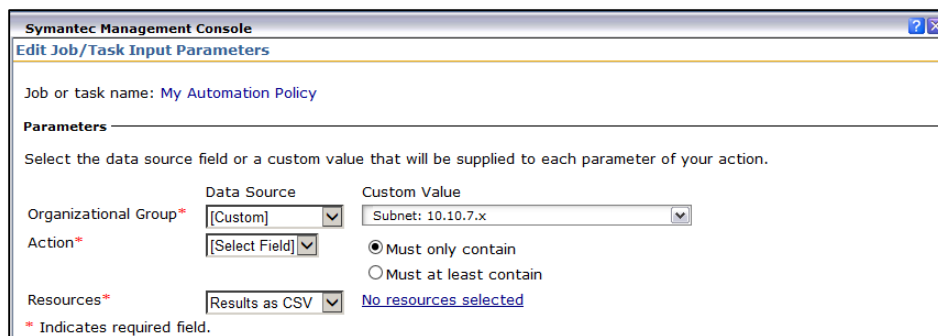 Symantec Management Console
Edit Job/Task Input Parameters
Job or task name: My Automation Policy
Parameters
Select the data source field or a custom value that will be supplied to each parameter of your action.
Data Source Custom Value
Organizational Group* [Custom] Subnet: 10.10.7.x
Action* [Select Field] Must only contain
Must at least contain
Resources* Results as CSV No resources selected
* Indicates required field.